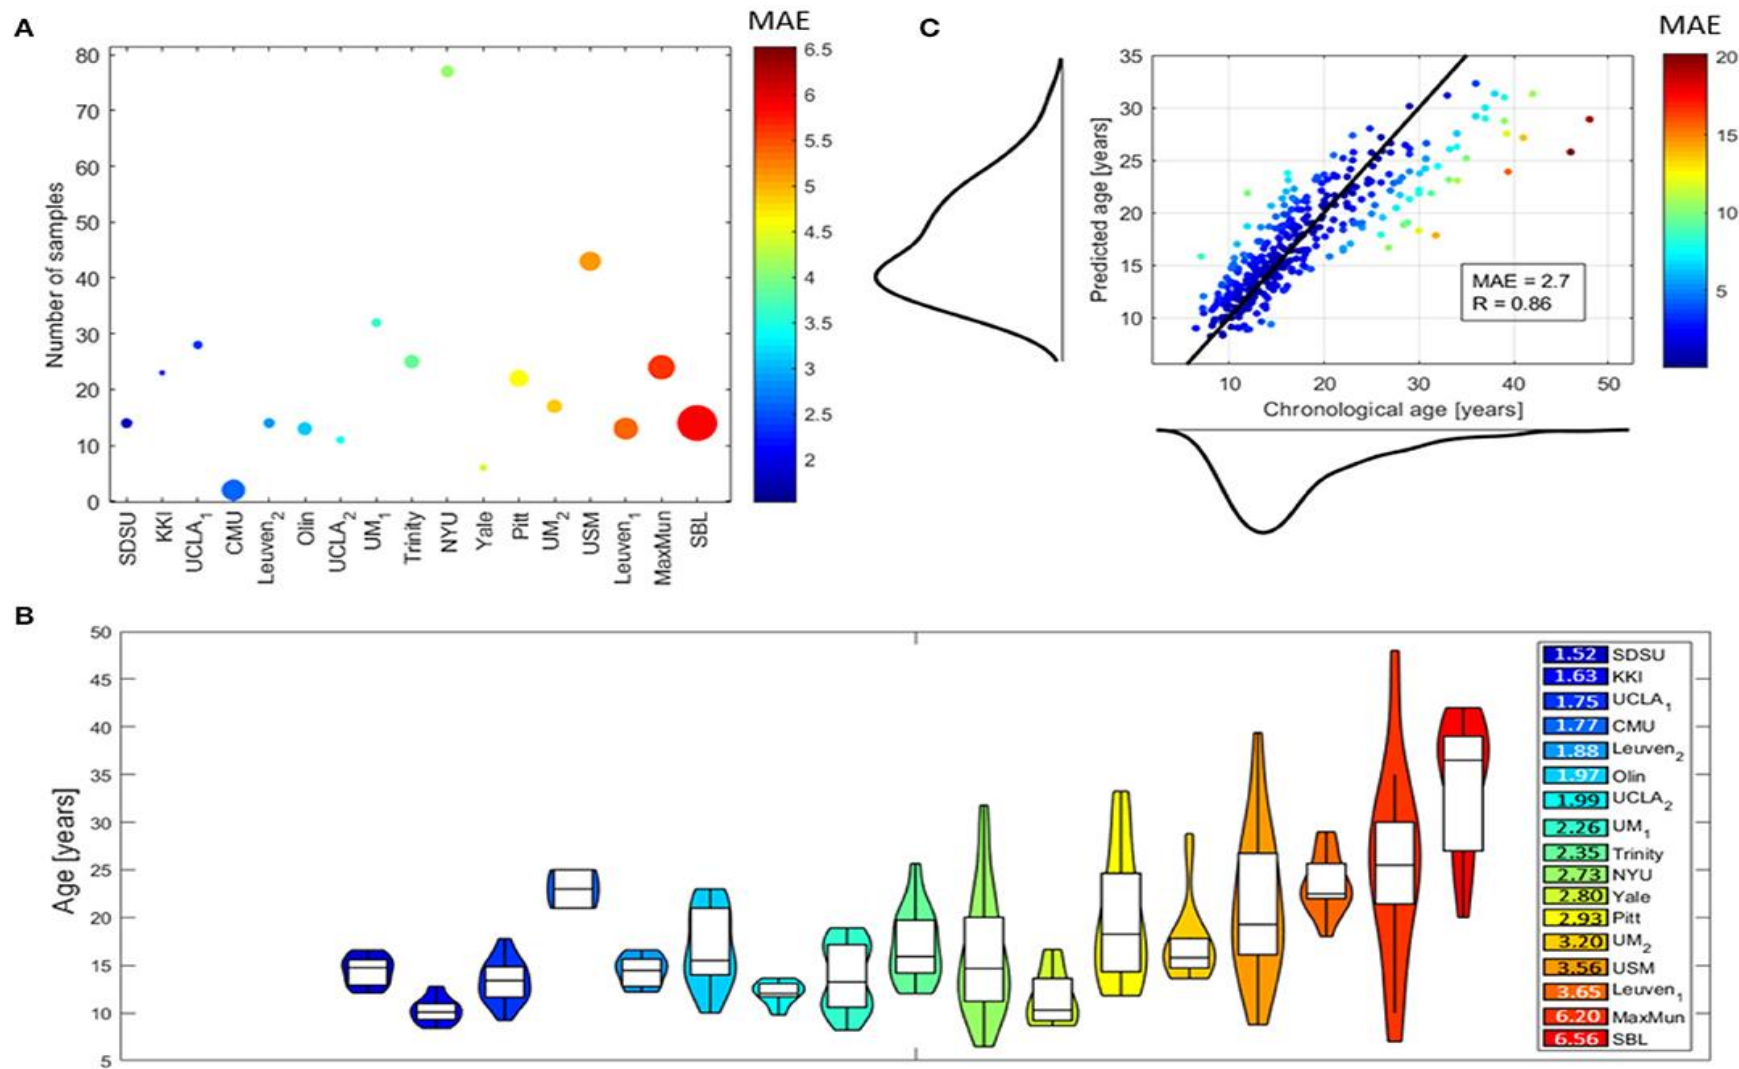 A
MAE
Number of samples
80
70
60
50
40
30
20
10
0
SDSU
KKI
UCLA1
CMU
Leuven2
Olin
UCLA2
UM1
Trinity
NYU
Yale
Pitt
UM2
USM
Leuven1
MaxMun
SBL
6.5
6
5.5
5
4.5
4
3.5
3
2.5
2
C
MAE
Predicted age [years]
35
30
25
20
15
10
MAE = 2.7
R = 0.86
10 20 30 40 50
Chronological age [years]
20
15
10
5
B
Age [years]
50
45
40
35
30
25
20
15
10
5
1.52 SDSU
1.63 KKI
1.75 UCLA1
1.77 CMU
1.88 Leuven2
1.97 Olin
1.99 UCLA2
2.26 UM1
2.35 Trinity
2.73 NYU
2.80 Yale
2.93 Pitt
3.20 UM2
3.56 USM
3.65 Leuven1
6.20 MaxMun
6.56 SBL